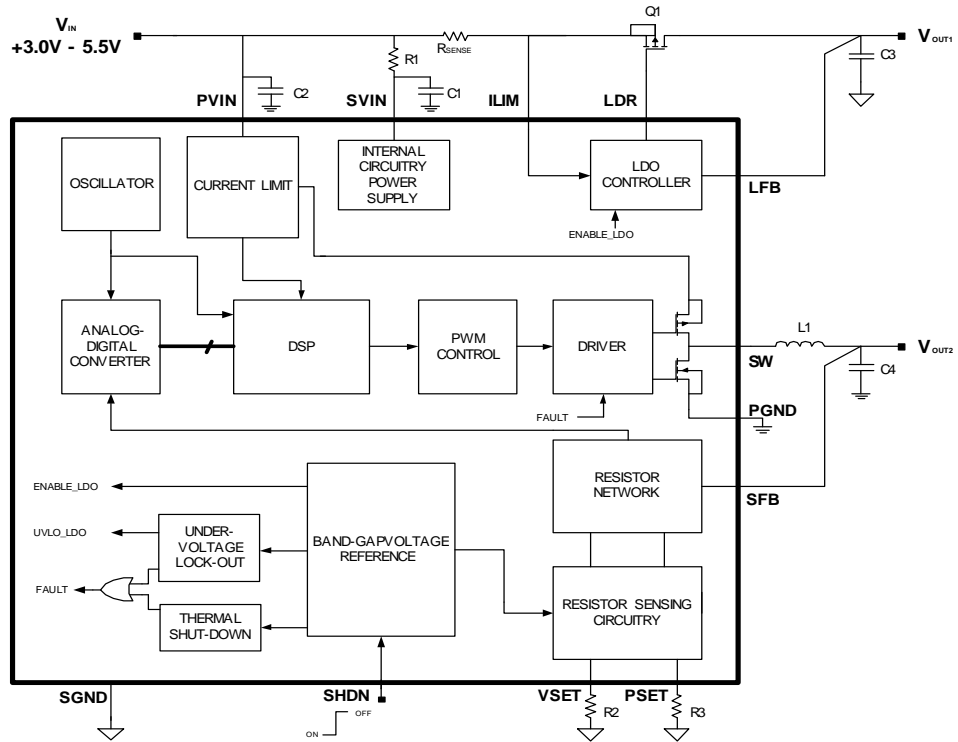 Q1
VIN
+3.0V - 5.5V
RSENSE
VOUT1
R1
C3
C2
C1
PVIN
SVIN
ILIM
LDR
OSCILLATOR
CURRENT LIMIT
INTERNAL
CIRCUITRY
POWER
SUPPLY
LDO
CONTROLLER
LFB
ENABLE_LDO
ANALOG-
DIGITAL
CONVERTER
DSP
PWM
CONTROL
DRIVER
L1
SW
VOUT2
C4
PGND
FAULT
RESISTOR
NETWORK
SFB
ENABLE_LDO
UVLO_LDO
UNDER-
VOLTAGE
LOCK-OUT
BAND-GAPVOLTAGE
REFERENCE
FAULT
THERMAL
SHUT-DOWN
RESISTOR SENSING
CIRCUITRY
SGND
SHDN
VSET
PSET
OFF
ON
R2
R3